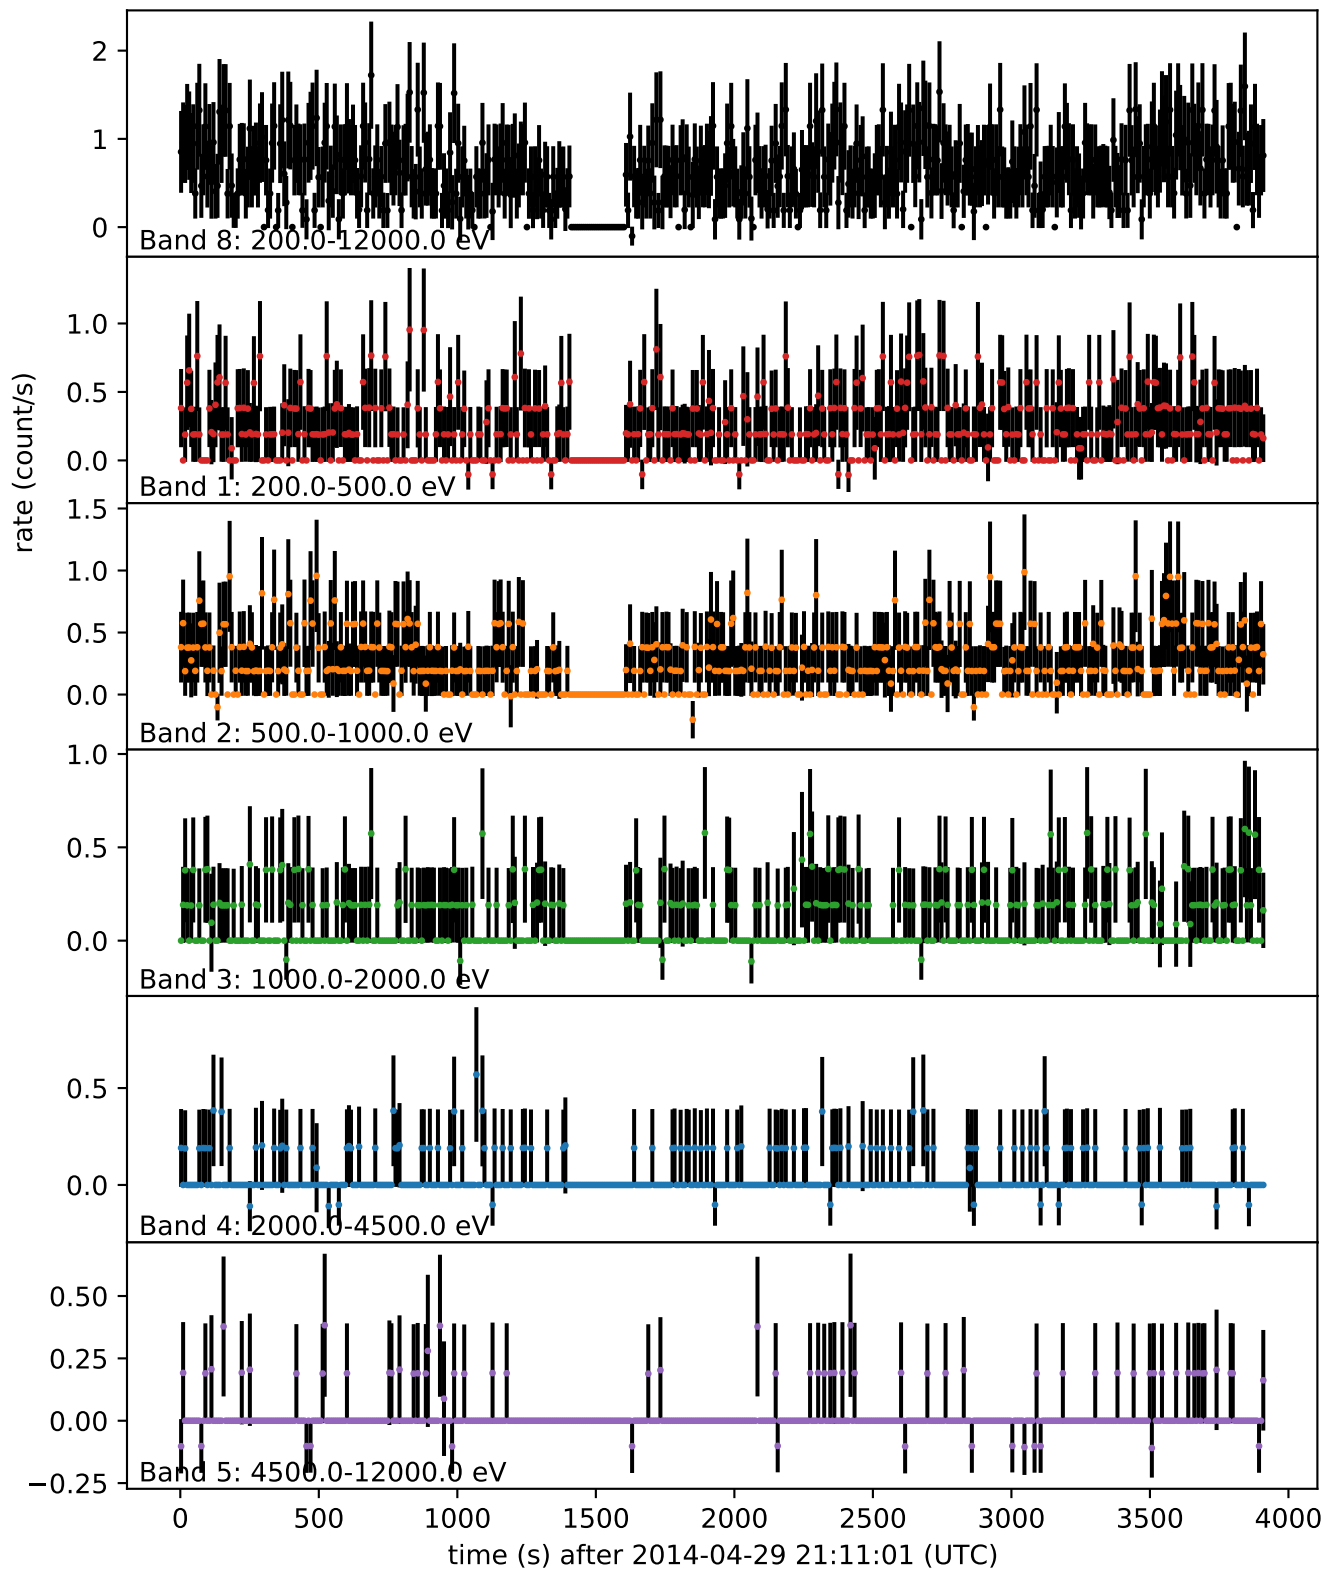 2
1
0
Band 8: 200.0-12000.0 eV
1.0
0.5
0.0
Band 1: 200.0-500.0 eV
rate (count/s)
1.5
1.0
0.5
0.0
Band 2: 500.0-1000.0 eV
1.0
0.5
0.0
Band 3: 1000.0-2000.0 eV
0.5
0.0
Band 4: 2000.0-4500.0 eV
0.50
0.25
0.00
−0.25
Band 5: 4500.0-12000.0 eV
0 500 1000 1500 2000 2500 3000 3500 4000
time (s) after 2014-04-29 21:11:01 (UTC)